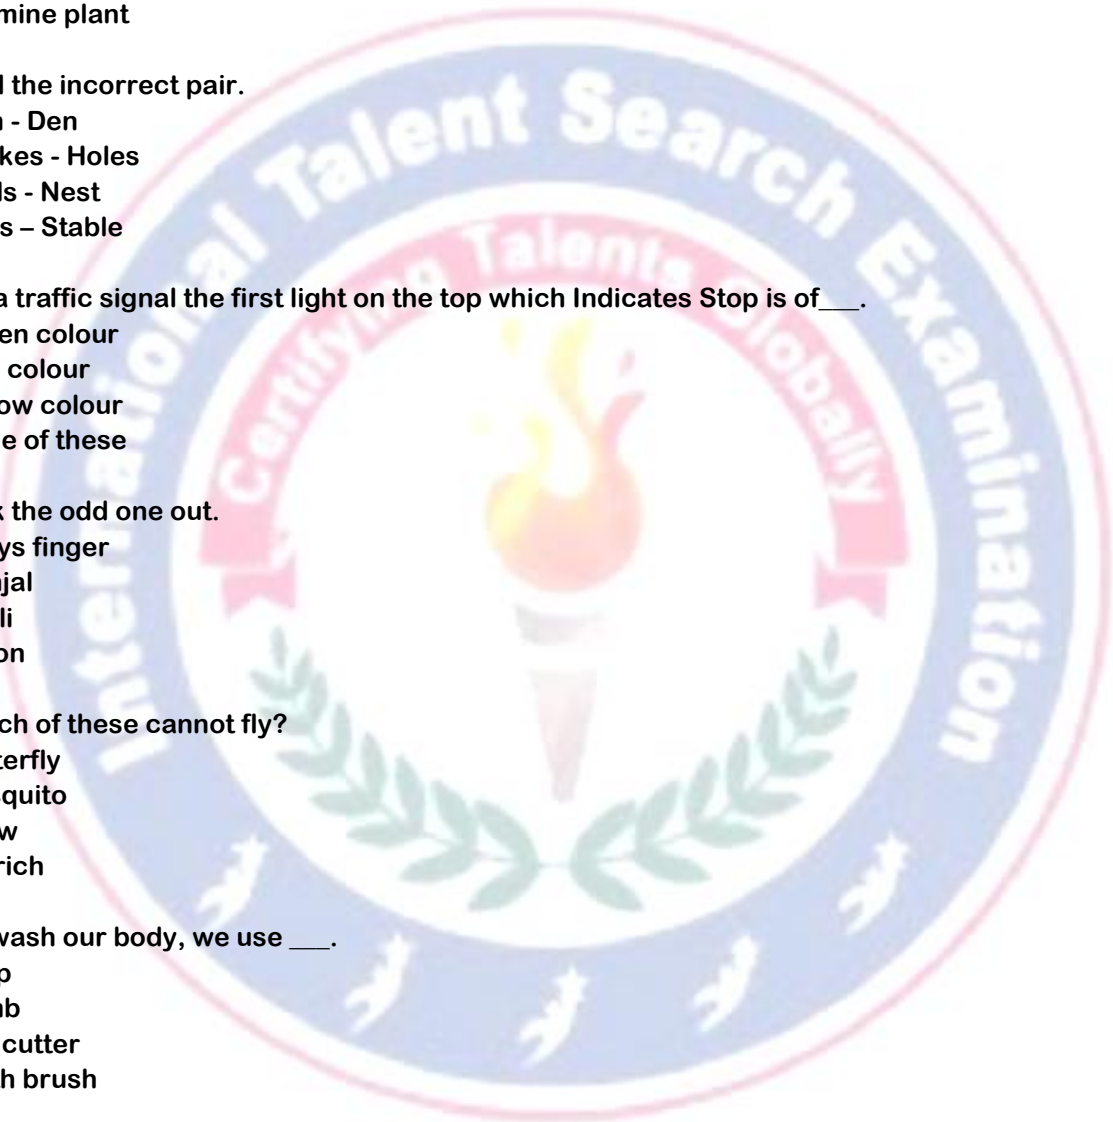 mine plant
the incorrect pair.
- Den
kes - Holes
ls - Nest
s – Stable
a traffic signal the first light on the top which Indicates Stop is of___.
en colour
colour
ow colour
e of these
the odd one out.
ys finger
jal
li
on
ch of these cannot fly?
terfly
squito
w
rich
wash our body, we use ___.
p
b
cutter
h brush
International Talent Search Examination
Certifying Talents Globally